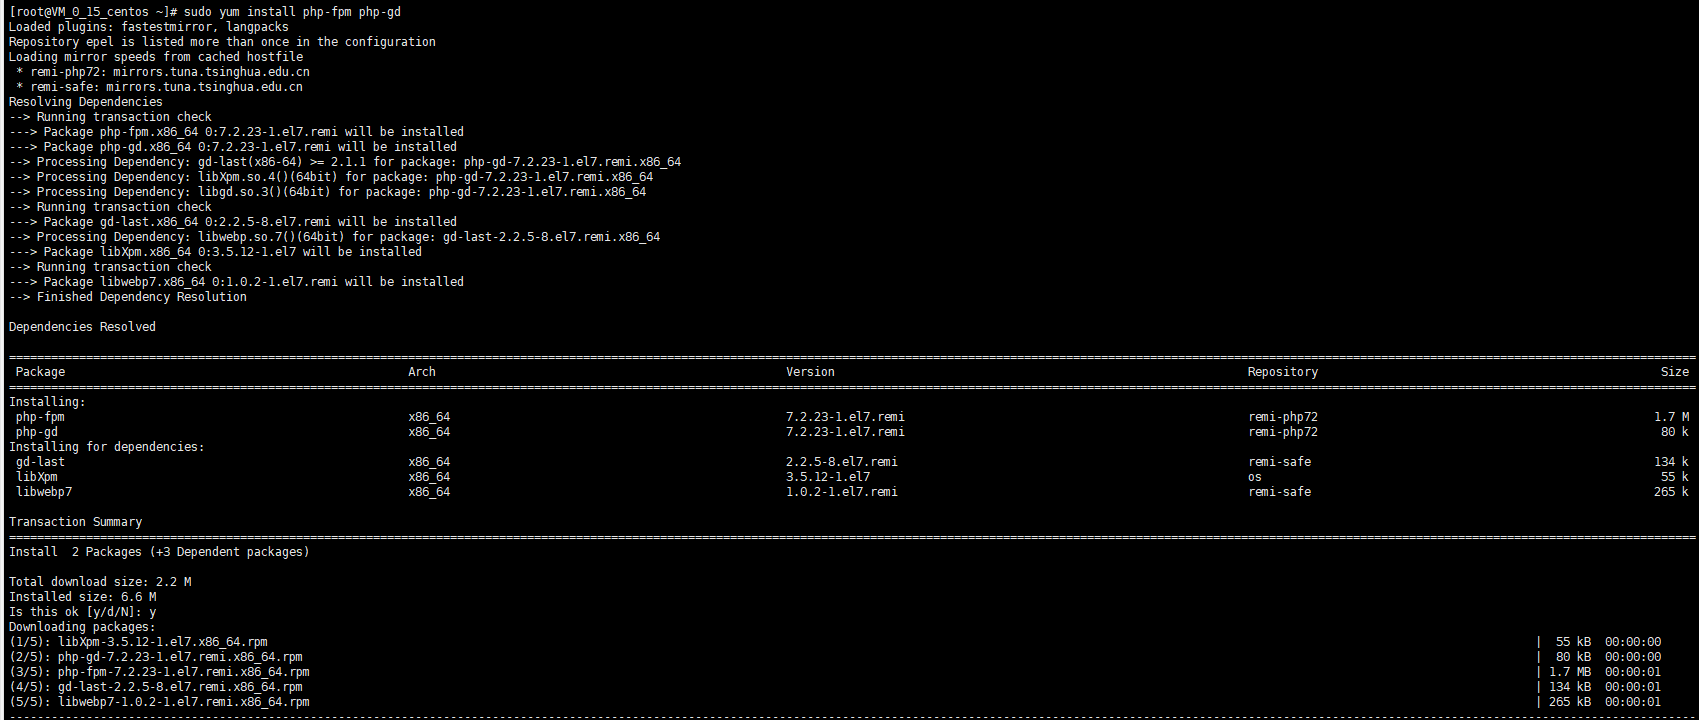 [root@VM_0_15_centos ~]# sudo yum install php-fpm php-gd
Loaded plugins: fastestmirror, langpacks
Repository epel is listed more than once in the configuration
Loading mirror speeds from cached hostfile
 * remi-php72: mirrors.tuna.tsinghua.edu.cn
 * remi-safe: mirrors.tuna.tsinghua.edu.cn
Resolving Dependencies
--> Running transaction check
---> Package php-fpm.x86_64 0:7.2.23-1.el7.remi will be installed
---> Package php-gd.x86_64 0:7.2.23-1.el7.remi will be installed
--> Processing Dependency: gd-last(x86-64) >= 2.1.1 for package: php-gd-7.2.23-1.el7.remi.x86_64
--> Processing Dependency: libXpm.so.4()(64bit) for package: php-gd-7.2.23-1.el7.remi.x86_64
--> Processing Dependency: libgd.so.3()(64bit) for package: php-gd-7.2.23-1.el7.remi.x86_64
--> Running transaction check
---> Package gd-last.x86_64 0:2.2.5-8.el7.remi will be installed
--> Processing Dependency: libwebp.so.7()(64bit) for package: gd-last-2.2.5-8.el7.remi.x86_64
---> Package libXpm.x86_64 0:3.5.12-1.el7 will be installed
--> Running transaction check
---> Package libwebp7.x86_64 0:1.0.2-1.el7.remi will be installed
--> Finished Dependency Resolution
Dependencies Resolved
Package Arch Version Repository Size
Installing:
php-fpm x86_64 7.2.23-1.el7.remi remi-php72 1.7 M
php-gd x86_64 7.2.23-1.el7.remi remi-php72 80 k
Installing for dependencies:
gd-last x86_64 2.2.5-8.el7.remi remi-safe 134 k
libXpm x86_64 3.5.12-1.el7 os 55 k
libwebp7 x86_64 1.0.2-1.el7.remi remi-safe 265 k
Transaction Summary
Install  2 Packages (+3 Dependent packages)
Total download size: 2.2 M
Installed size: 6.6 M
Is this ok [y/d/N]: y
Downloading packages:
(1/5): libXpm-3.5.12-1.el7.x86_64.rpm | 55 kB 00:00:00
(2/5): php-gd-7.2.23-1.el7.remi.x86_64.rpm | 80 kB 00:00:00
(3/5): php-fpm-7.2.23-1.el7.remi.x86_64.rpm | 1.7 MB 00:00:01
(4/5): gd-last-2.2.5-8.el7.remi.x86_64.rpm | 134 kB 00:00:01
(5/5): libwebp7-1.0.2-1.el7.remi.x86_64.rpm | 265 kB 00:00:01